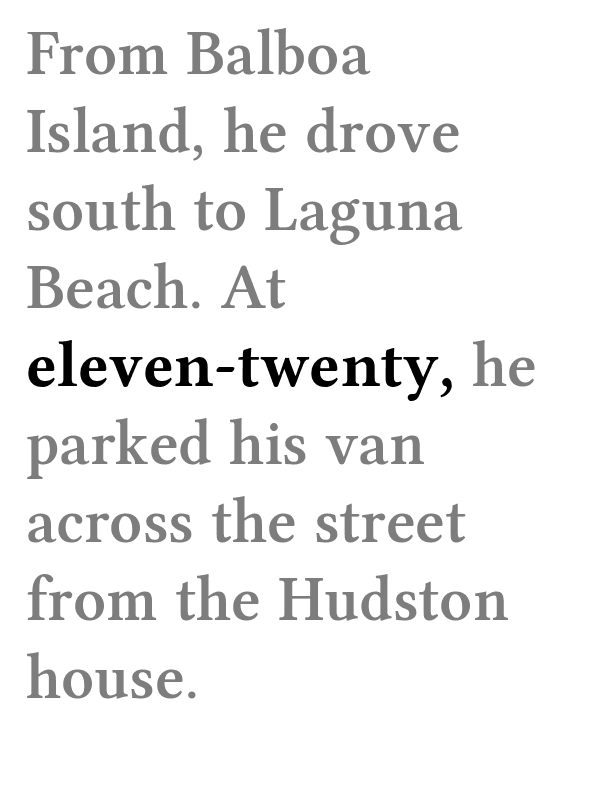 From Balboa
Island, he drove
south to Laguna
Beach. At
eleven-twenty, he
parked his van
across the street
from the Hudston
house.